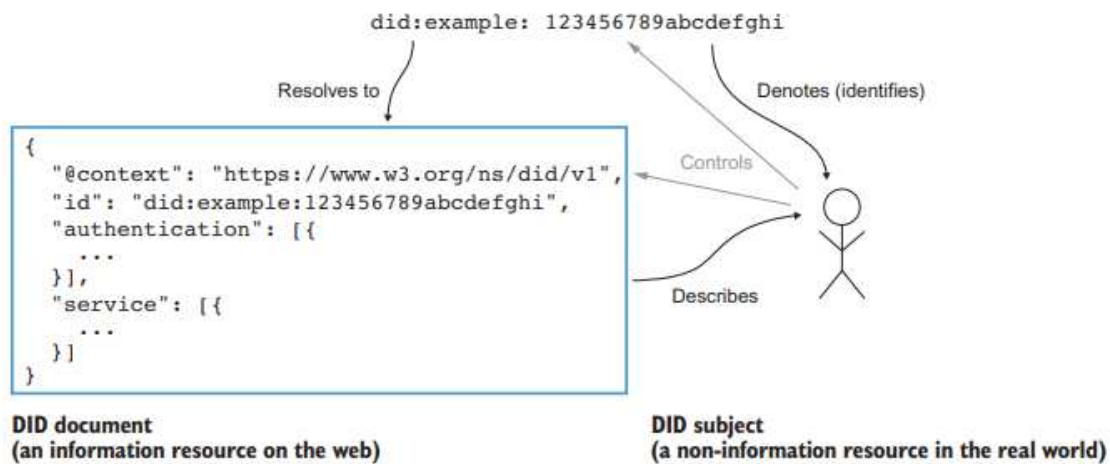 did:example: 123456789abcdefghi
Resolves to
Denotes (identifies)
Controls
{
"@context": "https://www.w3.org/ns/did/v1",
"id": "did:example:123456789abcdefghi",
"authentication": [{
...
}],
"service": [{
...
}]
}
Describes
DID document
(an information resource on the web)
DID subject
(a non-information resource in the real world)